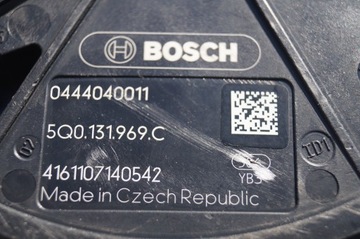 BOSCH
0444040011
5Q0.131.969.C
4161107140542
YB3
Made in Czech Republic